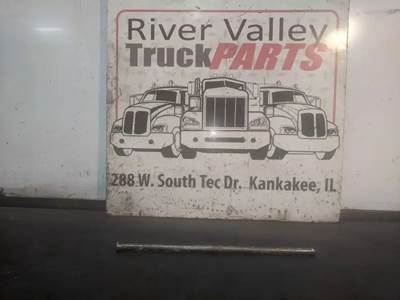 River Valley
TruckPARTS
288 W. South Tec Dr. Kankakee, IL